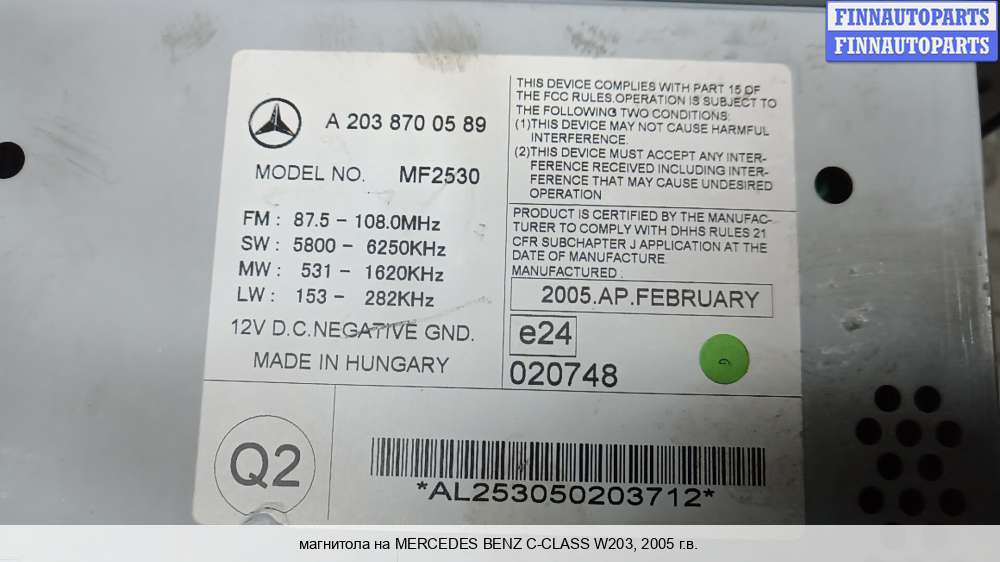 FINNAUTOPARTS
FINNAUTOPARTS
A 203 870 05 89
MODEL NO. MF2530
FM : 87.5 - 108.0MHz
SW : 5800 - 6250KHz
MW : 531 - 1620KHz
LW : 153 - 282KHz
12V D.C.NEGATIVE GND.
MADE IN HUNGARY
THIS DEVICE COMPLIES WITH PART 15 OF
THE FCC RULES.OPERATION IS SUBJECT TO
THE FOLLOWING TWO CONDITIONS:
(1)THIS DEVICE MAY NOT CAUSE HARMFUL
INTERFERENCE.
(2)THIS DEVICE MUST ACCEPT ANY INTER-
FERENCE RECEIVED INCLUDING INTER-
FERENCE THAT MAY CAUSE UNDESIRED
OPERATION
PRODUCT IS CERTIFIED BY THE MANUFAC-
TURER TO COMPLY WITH DHHS RULES 21
CFR SUBCHAPTER J APPLICATION AT THE
DATE OF MANUFACTURE
MANUFACTURED :
2005.AP.FEBRUARY
e24
020748
Q2
*AL253050203712*
магнитола на MERCEDES BENZ C-CLASS W203, 2005 г.в.